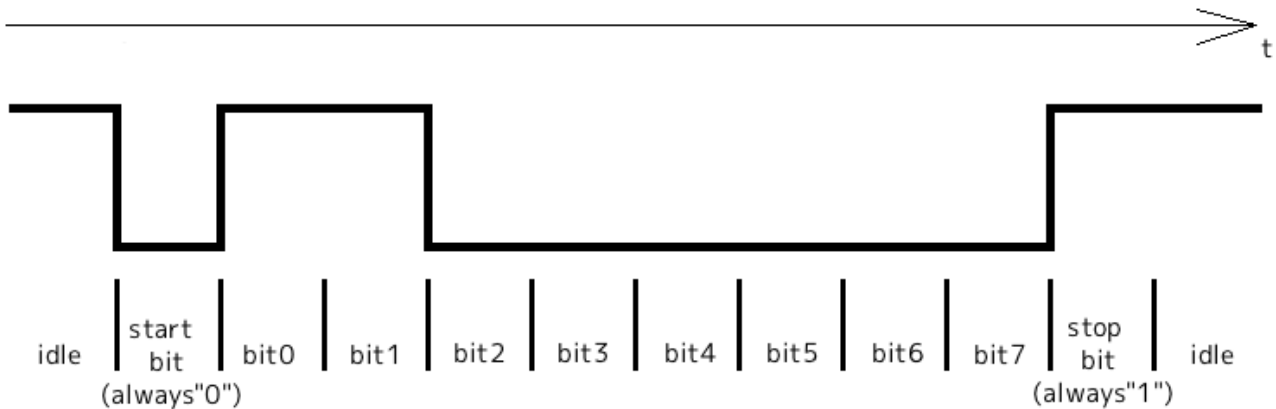 t
idle
start
bit
(always"0")
bit0
bit1
bit2
bit3
bit4
bit5
bit6
bit7
stop
bit
(always"1")
idle